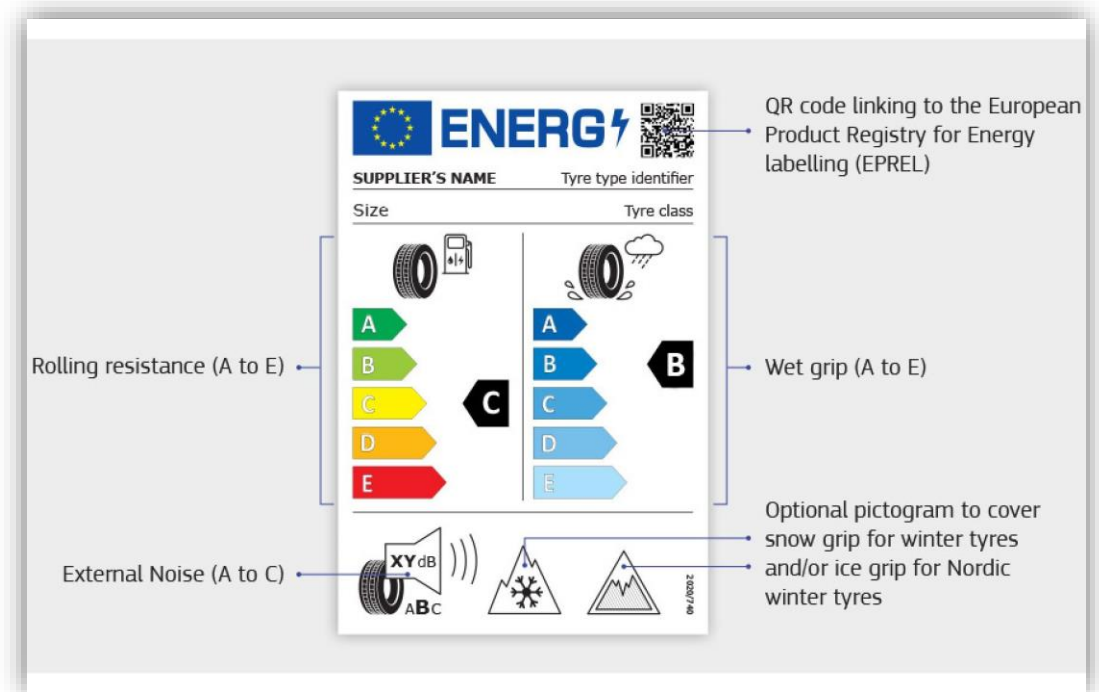 ENERG
QR code linking to the European
Product Registry for Energy
labelling (EPREL)
SUPPLIER'S NAME Tyre type identifier
Size Tyre class
A
B
C
D
E
C
A
B
C
D
E
B
Rolling resistance (A to E)
Wet grip (A to E)
External Noise (A to C)
XY dB
ABC
2020/740
Optional pictogram to cover
snow grip for winter tyres
and/or ice grip for Nordic
winter tyres